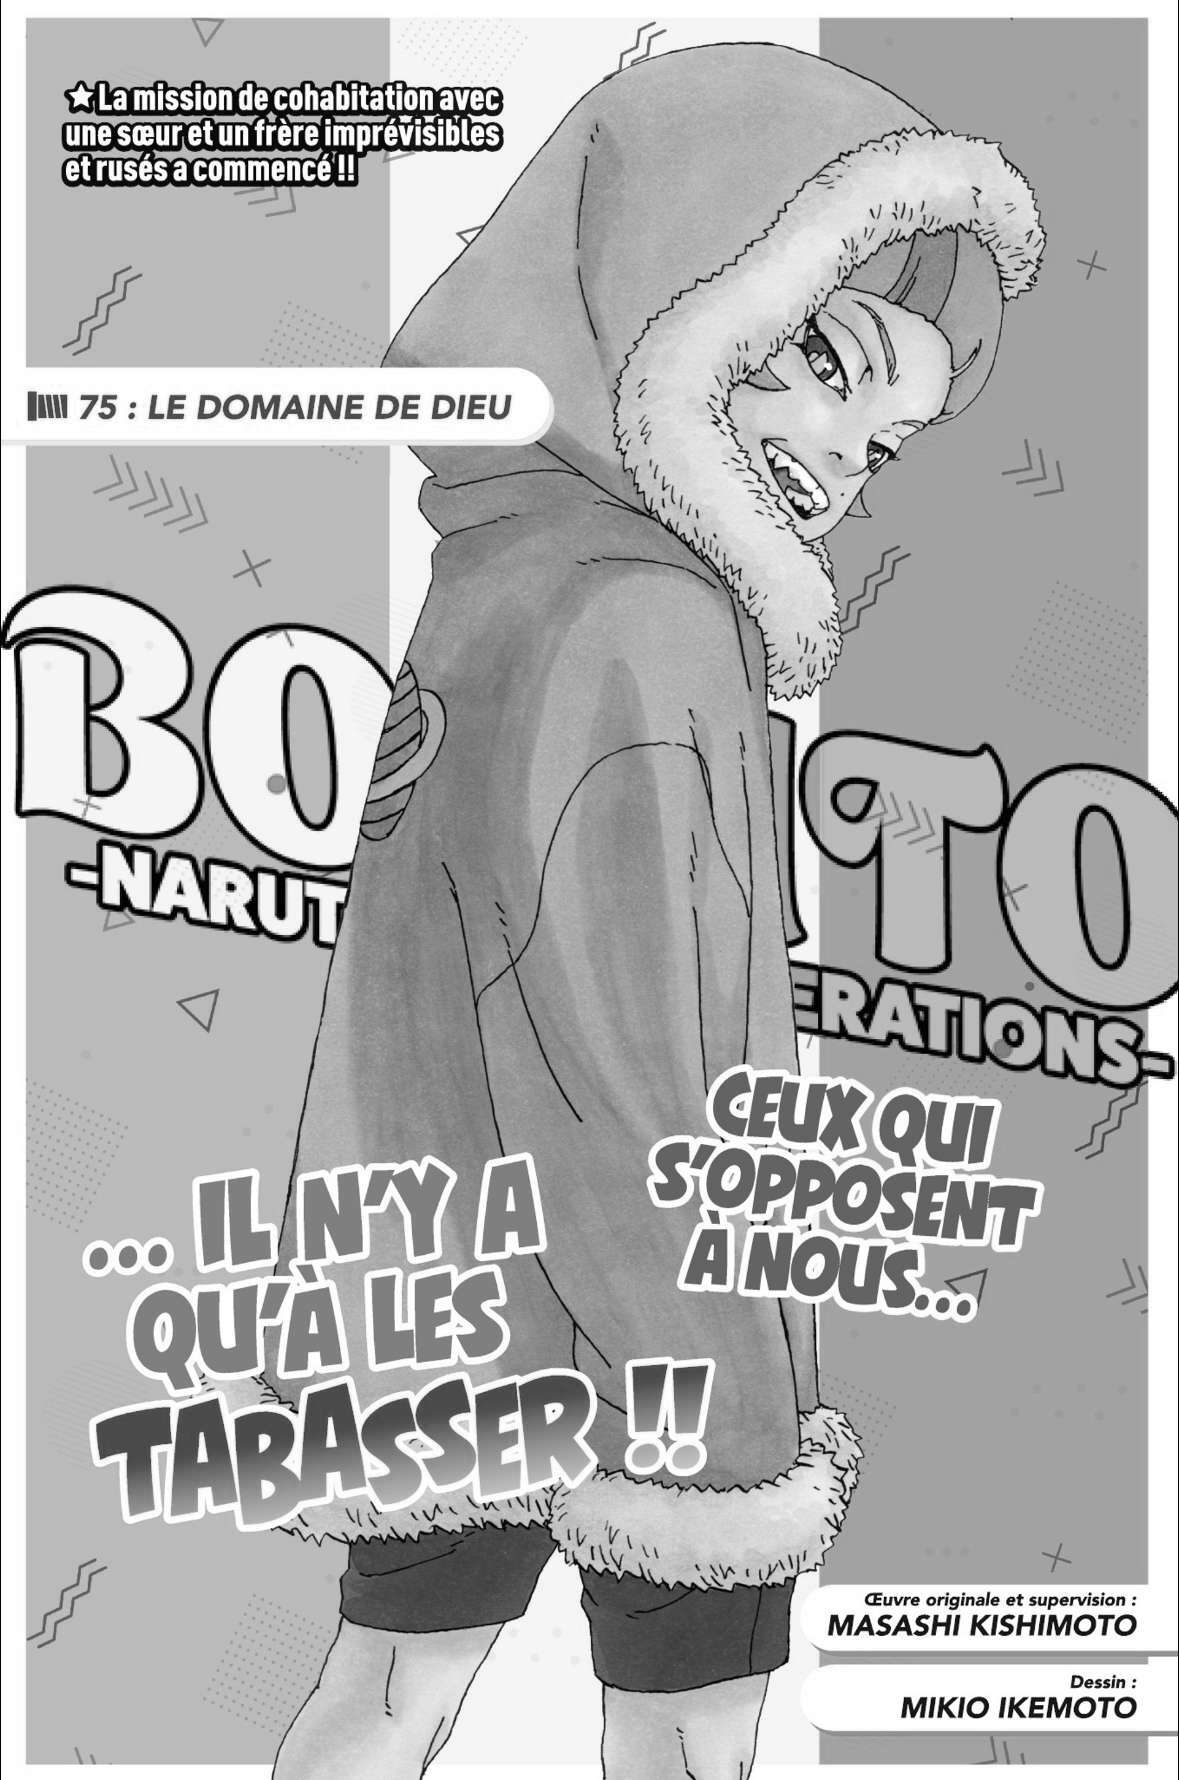 ★La mission de cohabitation avec
une sœur et un frère imprévisibles
et rusés a commencé !!
75 : LE DOMAINE DE DIEU
BO TO
-NARUT ERATIONS-
CEUX QUI
S'OPPOSENT
À NOUS...
... IL N'Y A
QU'À LES
TABASSER !!
Œuvre originale et supervision :
MASASHI KISHIMOTO
Dessin :
MIKIO IKEMOTO